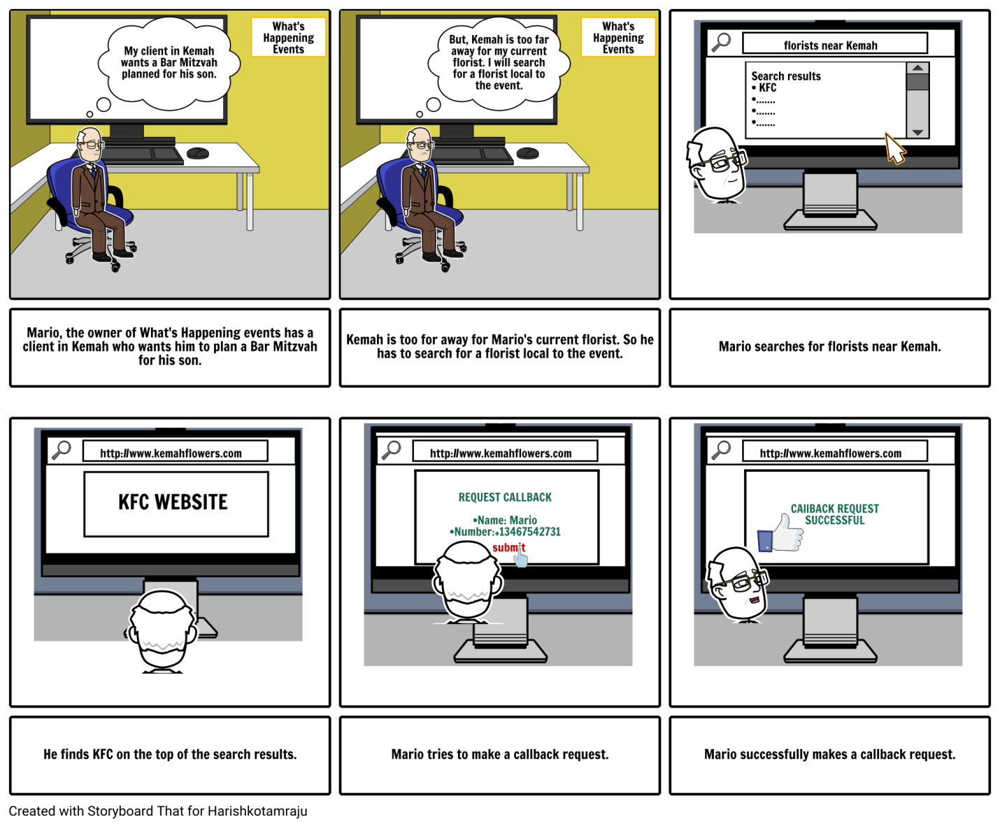 My client in Kemah
wants a Bar Mitzvah
planned for his son.
What's
Happening
Events
But, Kemah is too far
away for my current
florist. I will search
for a florist local to
the event.
What's
Happening
Events
florists near Kemah
Search results
• KFC
•.......
•.......
•.......
Mario, the owner of What's Happening events has a
client in Kemah who wants him to plan a Bar Mitzvah
for his son.
Kemah is too for away for Mario's current florist. So he
has to search for a florist local to the event.
Mario searches for florists near Kemah.
http://www.kemahflowers.com
KFC WEBSITE
http://www.kemahflowers.com
REQUEST CALLBACK
•Name: Mario
•Number:+13467542731
submit
http://www.kemahflowers.com
CAllBACK REQUEST
SUCCESSFUL
He finds KFC on the top of the search results.
Mario tries to make a callback request.
Mario successfully makes a callback request.
Created with Storyboard That for Harishkotamraju